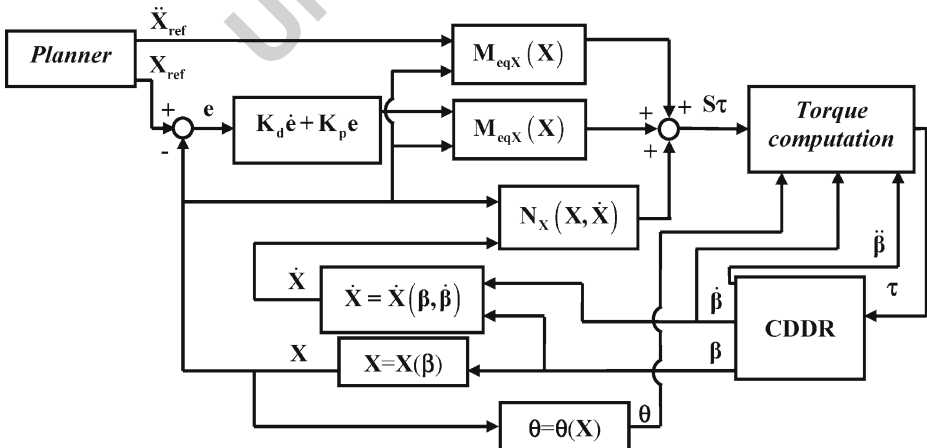 Ẍref
Planner
Xref
+
e
-
Kdė + Kpe
MeqX(X)
MeqX(X)
+
+
+
Sτ
Torque
computation
NX(X, Ẋ)
Ẋ
Ẋ = Ẋ(β, β̇)
β̈
β̇
τ
CDDR
X
X=X(β)
β
θ=θ(X)
θ